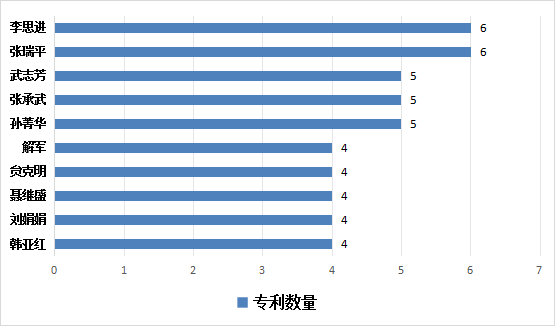 李思进 6
张瑞平 6
武志芳 5
张承武 5
孙菁华 5
解军 4
贠克明 4
聂继盛 4
刘娟娟 4
韩亚红 4
0 1 2 3 4 5 6 7
专利数量